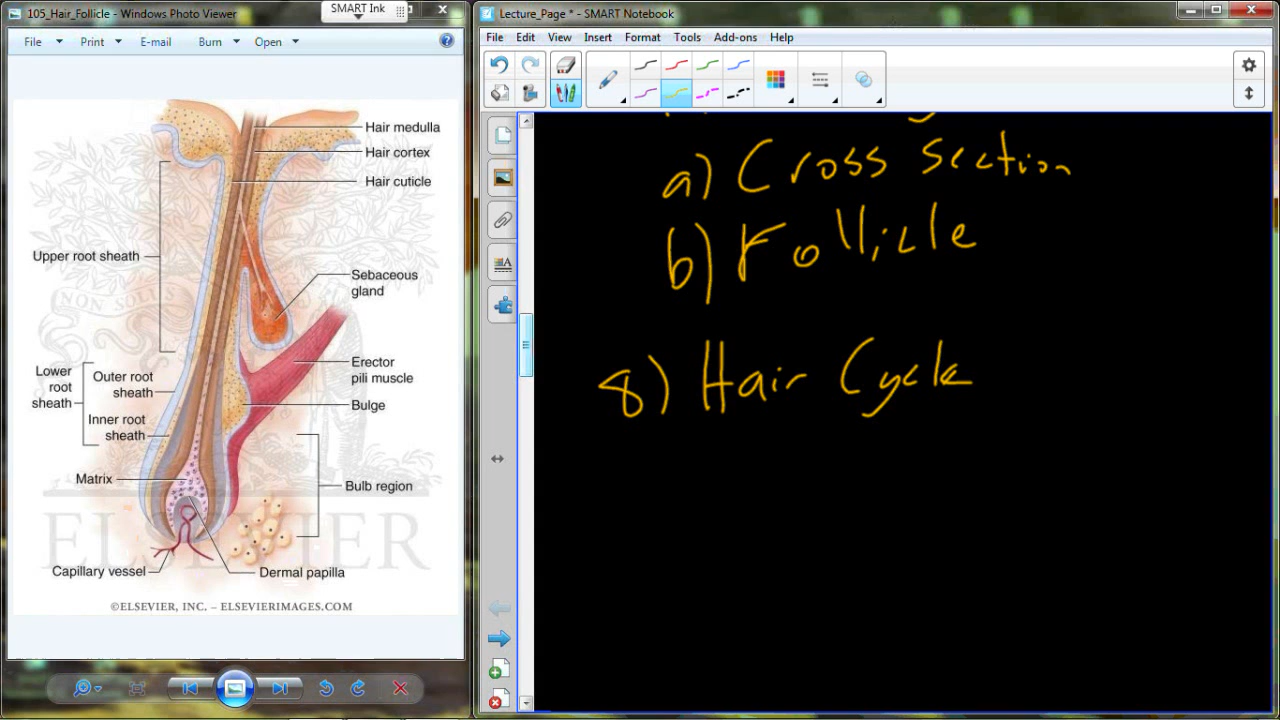 105_Hair_Follicle - Windows Photo Viewer
SMART Ink
File Print E-mail Burn Open
Hair medulla
Hair cortex
Hair cuticle
Upper root sheath
Sebaceous
gland
Erector
pili muscle
Lower
root
sheath
Outer root
sheath
Bulge
Inner root
sheath
Matrix
Bulb region
Capillary vessel
Dermal papilla
NON SOLUS
ELSEVIER
©ELSEVIER, INC. – ELSEVIERIMAGES.COM
Lecture_Page * - SMART Notebook
File Edit View Insert Format Tools Add-ons Help
a) Cross section
b) Follicle
8) Hair Cycle